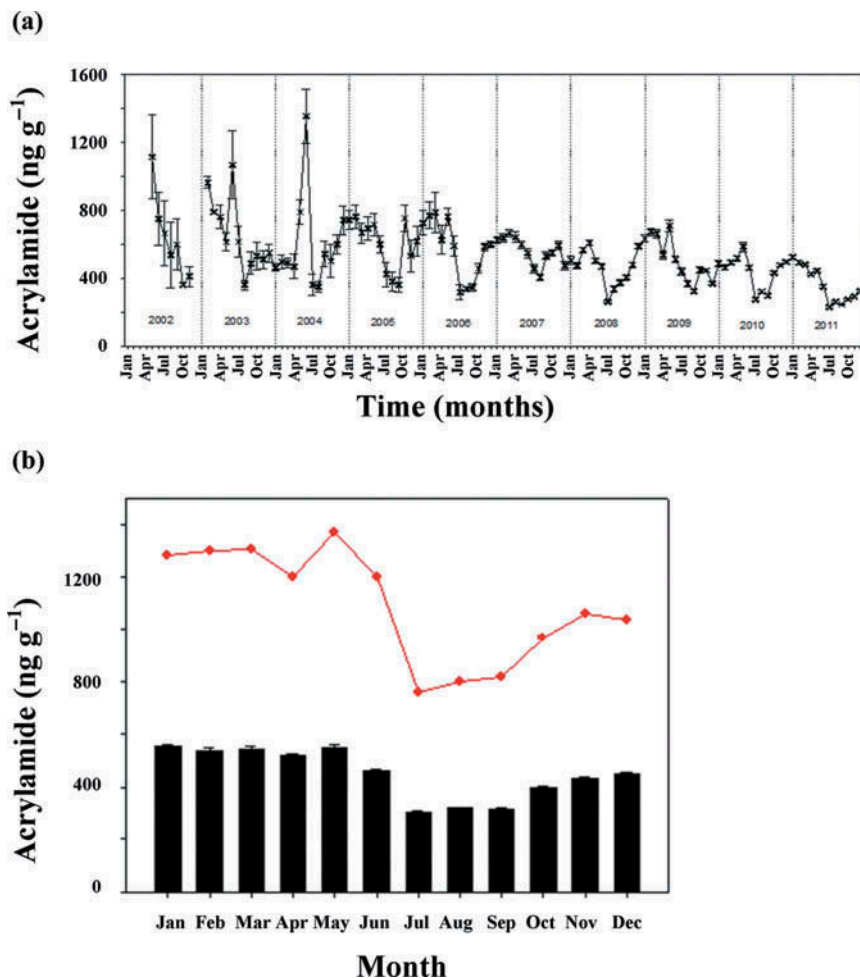 (a)
Acrylamide (ng g⁻¹)
1600
1200
800
400
0
2002 2003 2004 2005 2006 2007 2008 2009 2010 2011
Jan Apr Jul Oct Jan Apr Jul Oct Jan Apr Jul Oct Jan Apr Jul Oct Jan Apr Jul Oct Jan Apr Jul Oct Jan Apr Jul Oct Jan Apr Jul Oct Jan Apr Jul Oct Jan Apr Jul Oct
Time (months)
(b)
Acrylamide (ng g⁻¹)
1200
800
400
0
Jan Feb Mar Apr May Jun Jul Aug Sep Oct Nov Dec
Month